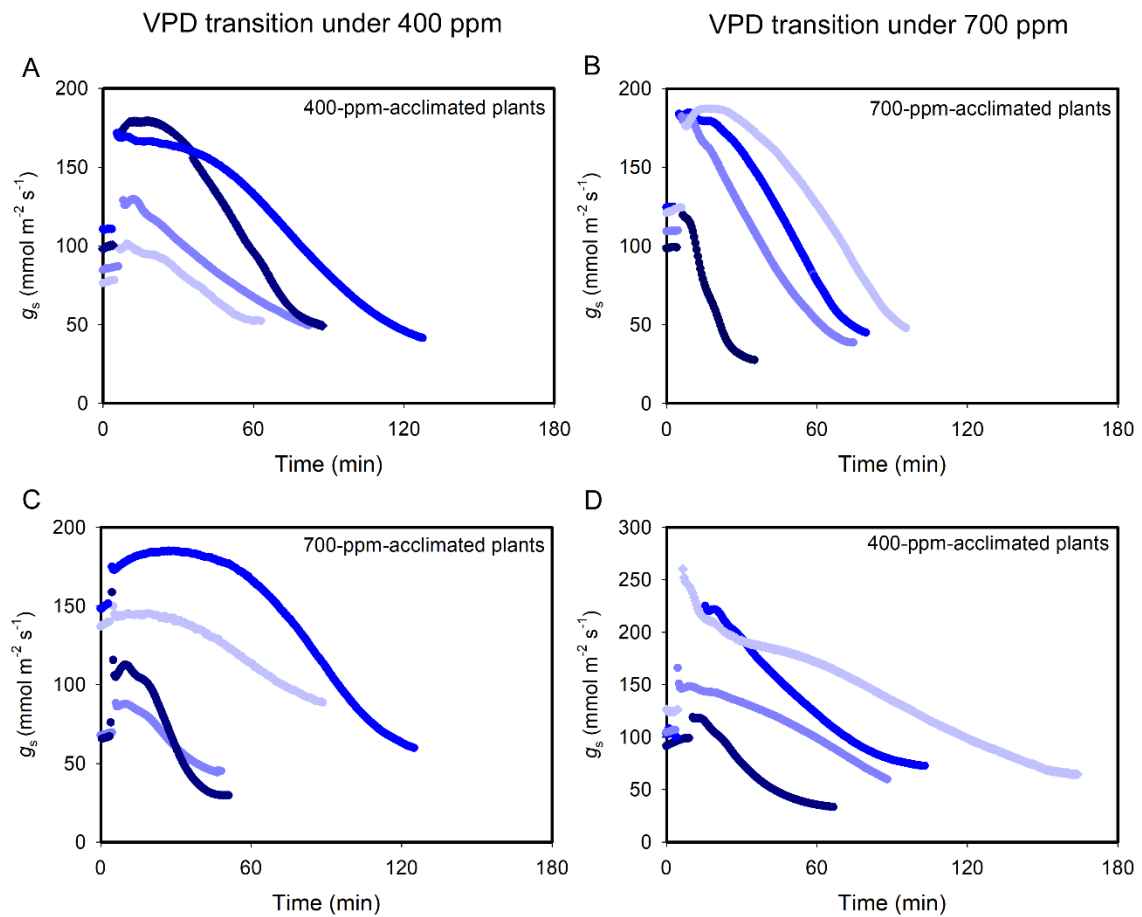 VPD transition under 400 ppm
VPD transition under 700 ppm
A
400-ppm-acclimated plants
200
150
100
50
0
gs (mmol m⁻² s⁻¹)
0 60 120 180
Time (min)
B
700-ppm-acclimated plants
200
150
100
50
0
gs (mmol m⁻² s⁻¹)
0 60 120 180
Time (min)
C
700-ppm-acclimated plants
200
150
100
50
0
gs (mmol m⁻² s⁻¹)
0 60 120 180
Time (min)
D
400-ppm-acclimated plants
300
250
200
150
100
50
0
gs (mmol m⁻² s⁻¹)
0 60 120 180
Time (min)